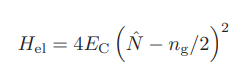 H_el = 4E_C (N̂ − n_g/2)²